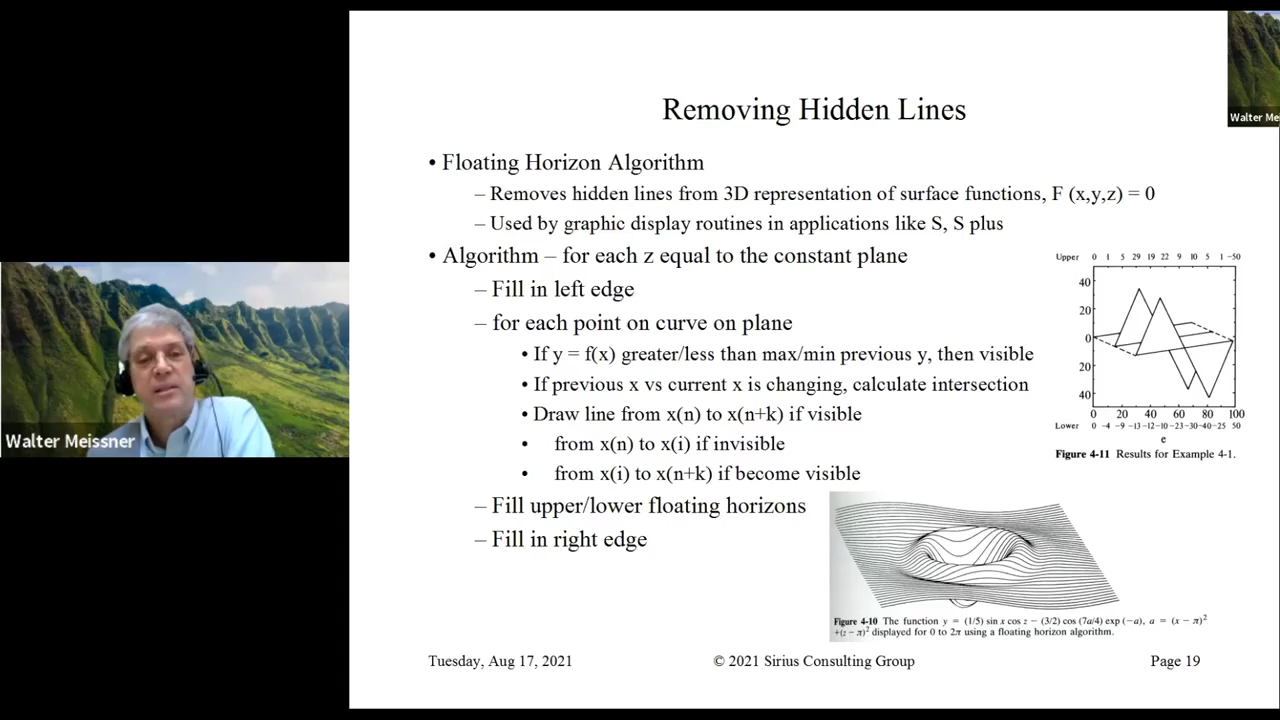 Removing Hidden Lines
Walter Mei
• Floating Horizon Algorithm
– Removes hidden lines from 3D representation of surface functions, F (x,y,z) = 0
– Used by graphic display routines in applications like S, S plus
• Algorithm – for each z equal to the constant plane
– Fill in left edge
– for each point on curve on plane
• If y = f(x) greater/less than max/min previous y, then visible
• If previous x vs current x is changing, calculate intersection
• Draw line from x(n) to x(n+k) if visible
• from x(n) to x(i) if invisible
• from x(i) to x(n+k) if become visible
– Fill upper/lower floating horizons
– Fill in right edge
Upper 0 1 5 29 19 22 9 10 5 1 –50
40
20
0
20
40
0 20 40 60 80 100
Lower 0 –4 –9 –13 –12 –10 –23 –30 –40 –25 50
e
Figure 4-11 Results for Example 4-1.
Figure 4-10 The function y = (1/5) sin x cos z – (3/2) cos (7a/4) exp (–a), a = (x – π)²
+(z – π)² displayed for 0 to 2π using a floating horizon algorithm.
Walter Meissner
Tuesday, Aug 17, 2021
© 2021 Sirius Consulting Group
Page 19